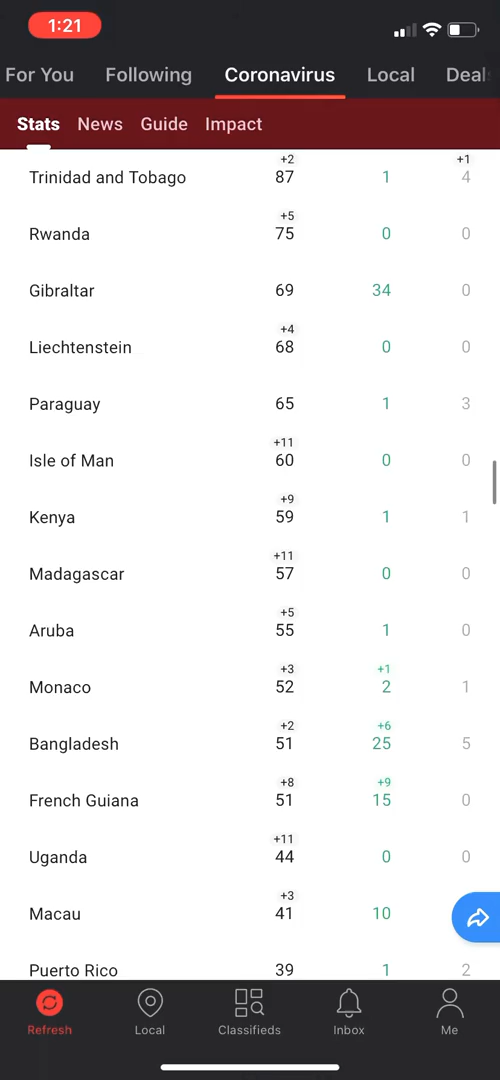 1:21
For You Following Coronavirus Local Deal
Stats News Guide Impact
+2 +1
Trinidad and Tobago 87 1 4
+5
Rwanda 75 0 0
Gibraltar 69 34 0
+4
Liechtenstein 68 0 0
Paraguay 65 1 3
+11
Isle of Man 60 0 0
+9
Kenya 59 1 1
+11
Madagascar 57 0 0
+5
Aruba 55 1 0
+3 +1
Monaco 52 2 1
+2 +6
Bangladesh 51 25 5
+8 +9
French Guiana 51 15 0
+11
Uganda 44 0 0
+3
Macau 41 10
Puerto Rico 39 1 2
Refresh Local Classifieds Inbox Me